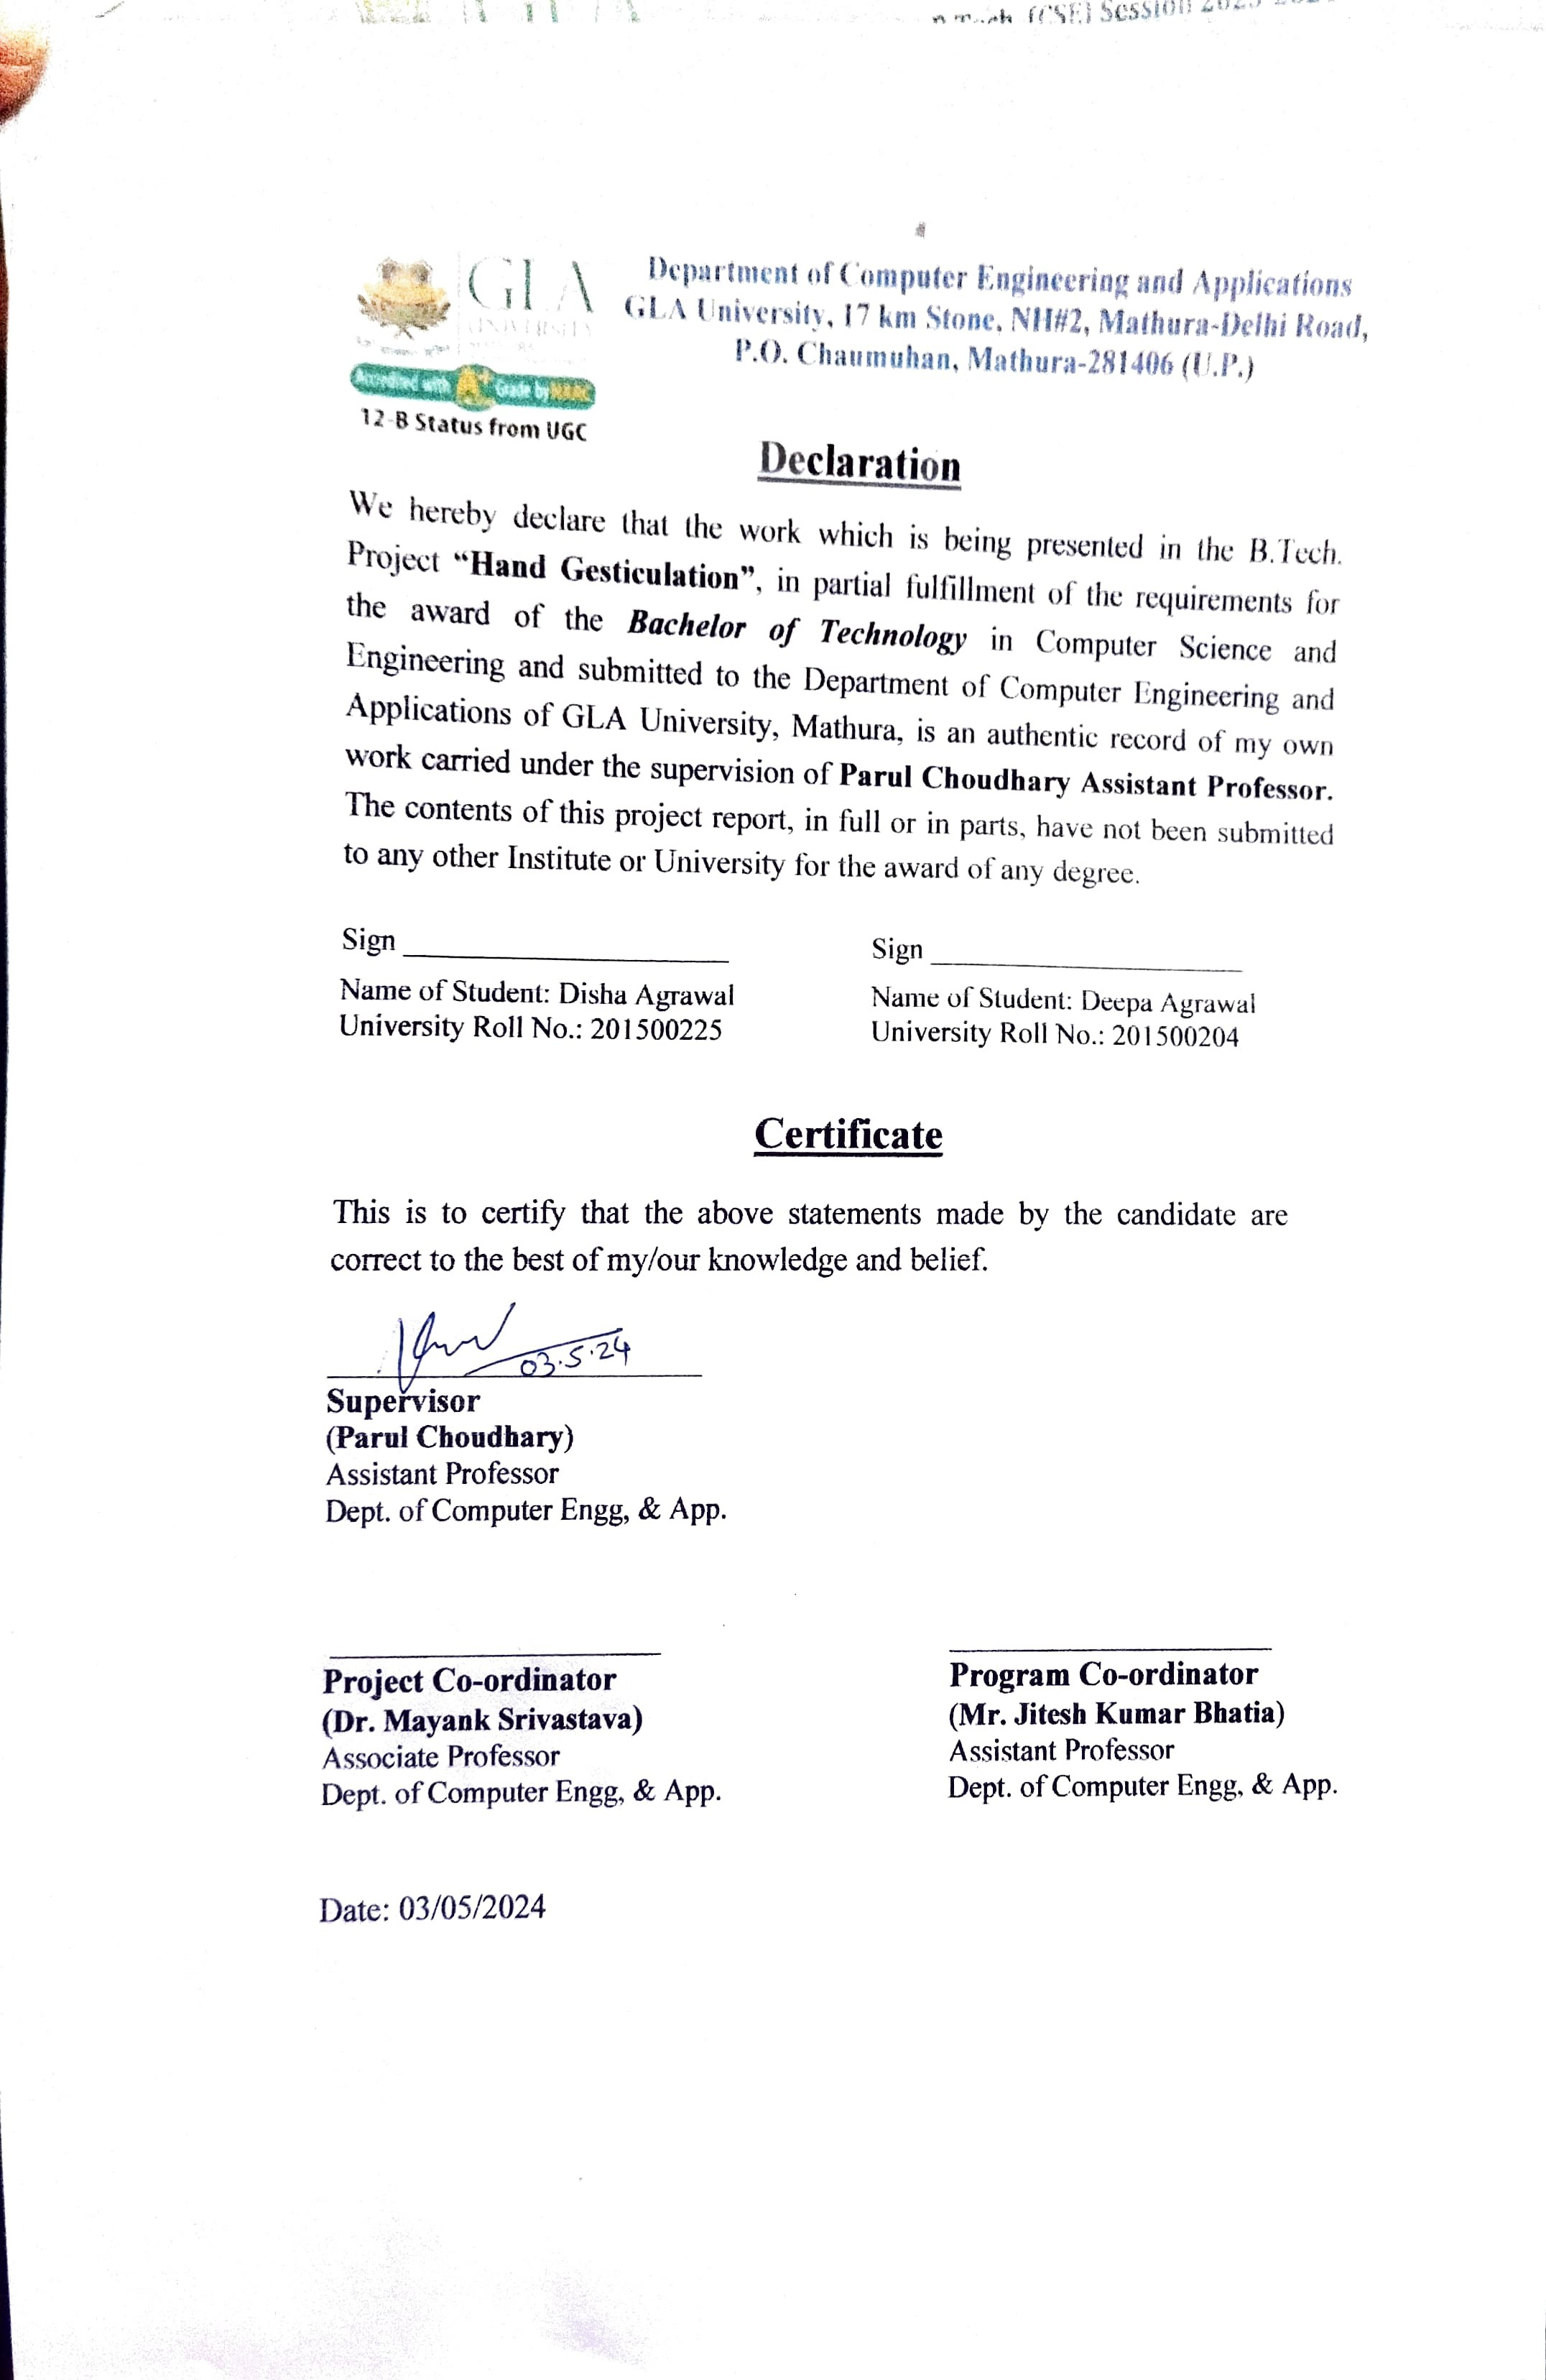 (CSE) Session
GLA
UNIVERSITY
Accredited with A+ Grade by NAAC
12-B Status from UGC
Department of Computer Engineering and Applications
GLA University, 17 km Stone, NH#2, Mathura-Delhi Road,
P.O. Chaumuhan, Mathura-281406 (U.P.)
Declaration
We hereby declare that the work which is being presented in the B.Tech.
Project “Hand Gesticulation”, in partial fulfillment of the requirements for
the award of the Bachelor of Technology in Computer Science and
Engineering and submitted to the Department of Computer Engineering and
Applications of GLA University, Mathura, is an authentic record of my own
work carried under the supervision of Parul Choudhary Assistant Professor.
The contents of this project report, in full or in parts, have not been submitted
to any other Institute or University for the award of any degree.
Sign
Name of Student: Disha Agrawal
University Roll No.: 201500225
Sign
Name of Student: Deepa Agrawal
University Roll No.: 201500204
Certificate
This is to certify that the above statements made by the candidate are
correct to the best of my/our knowledge and belief.
03.5.24
Supervisor
(Parul Choudhary)
Assistant Professor
Dept. of Computer Engg, & App.
Project Co-ordinator
(Dr. Mayank Srivastava)
Associate Professor
Dept. of Computer Engg, & App.
Program Co-ordinator
(Mr. Jitesh Kumar Bhatia)
Assistant Professor
Dept. of Computer Engg, & App.
Date: 03/05/2024